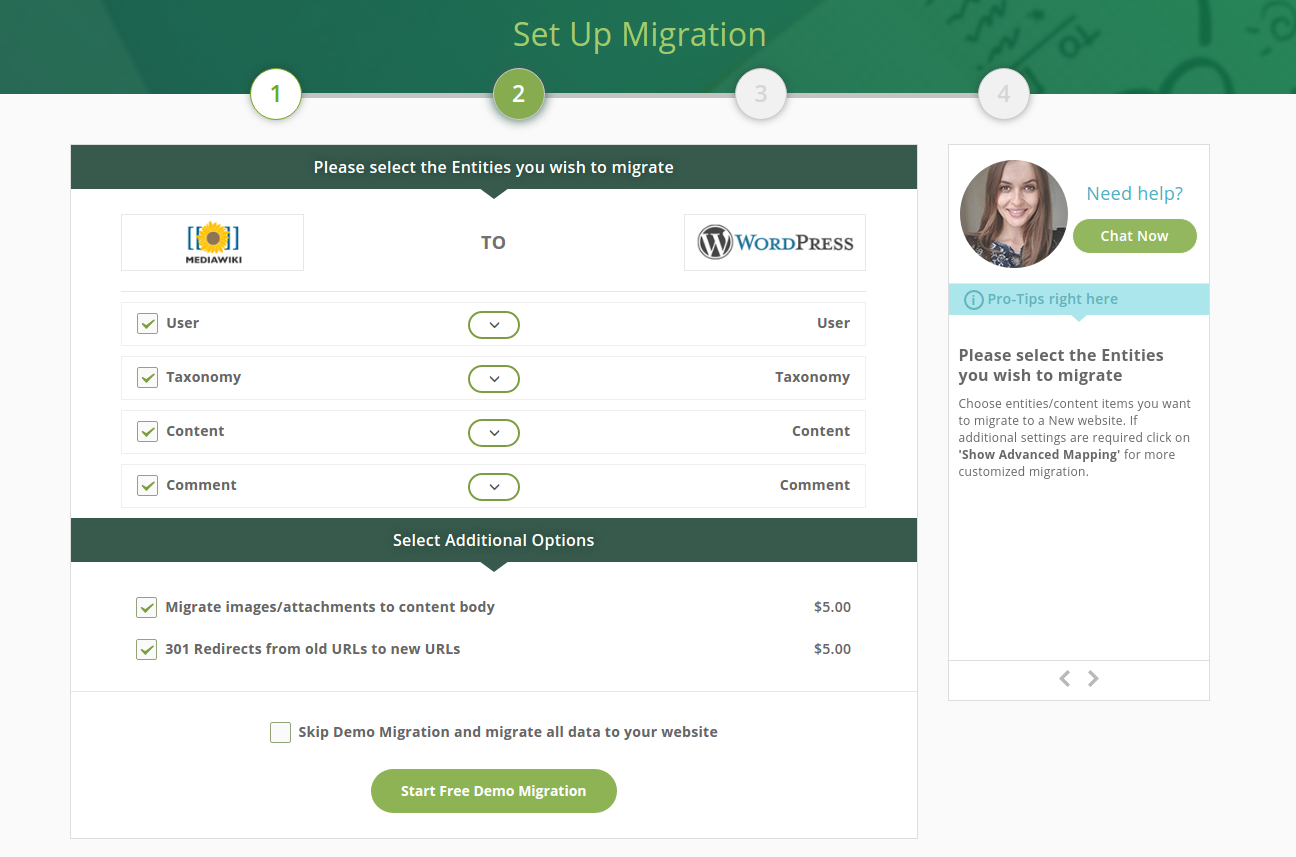 Set Up Migration
1
2
3
4
Please select the Entities you wish to migrate
MEDIAWIKI
TO
WORDPRESS
User
User
Taxonomy
Taxonomy
Content
Content
Comment
Comment
Select Additional Options
Migrate images/attachments to content body
$5.00
301 Redirects from old URLs to new URLs
$5.00
Skip Demo Migration and migrate all data to your website
Start Free Demo Migration
Need help?
Chat Now
Pro-Tips right here
Please select the Entities
you wish to migrate
Choose entities/content items you want
to migrate to a New website. If
additional settings are required click on
'Show Advanced Mapping' for more
customized migration.